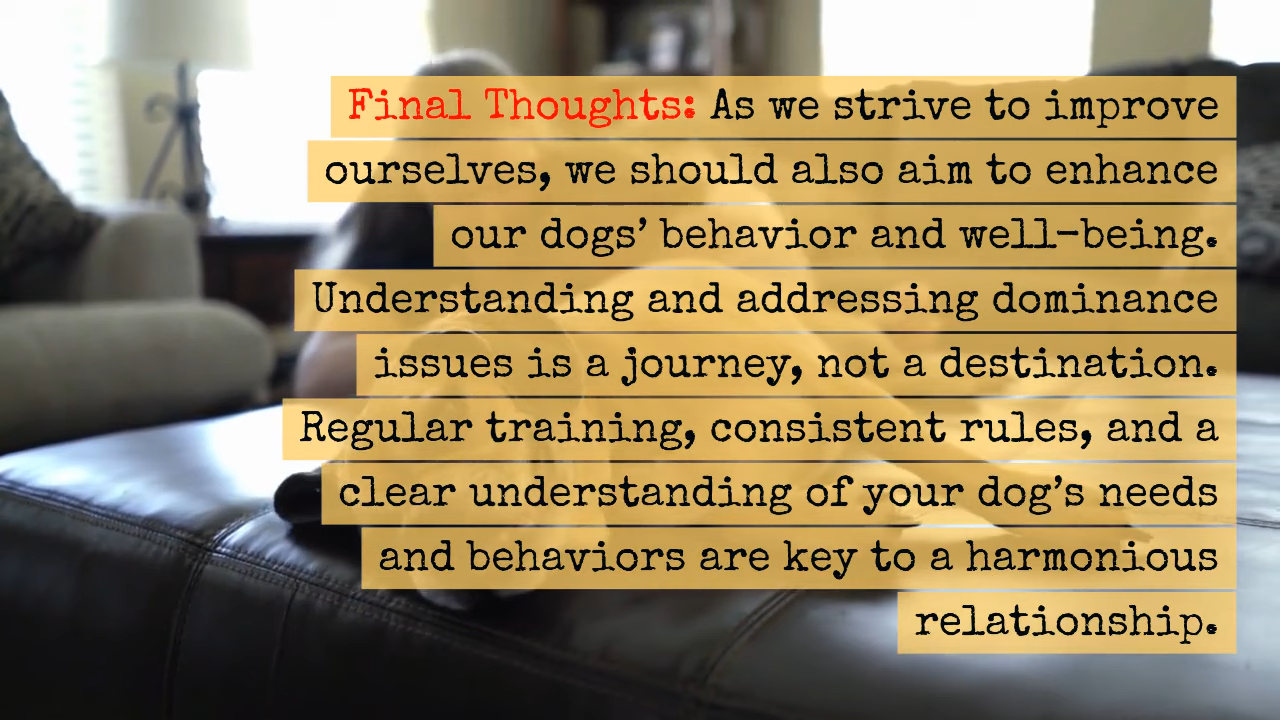 Final Thoughts: As we strive to improve
ourselves, we should also aim to enhance
our dogs’ behavior and well-being.
Understanding and addressing dominance
issues is a journey, not a destination.
Regular training, consistent rules, and a
clear understanding of your dog’s needs
and behaviors are key to a harmonious
relationship.